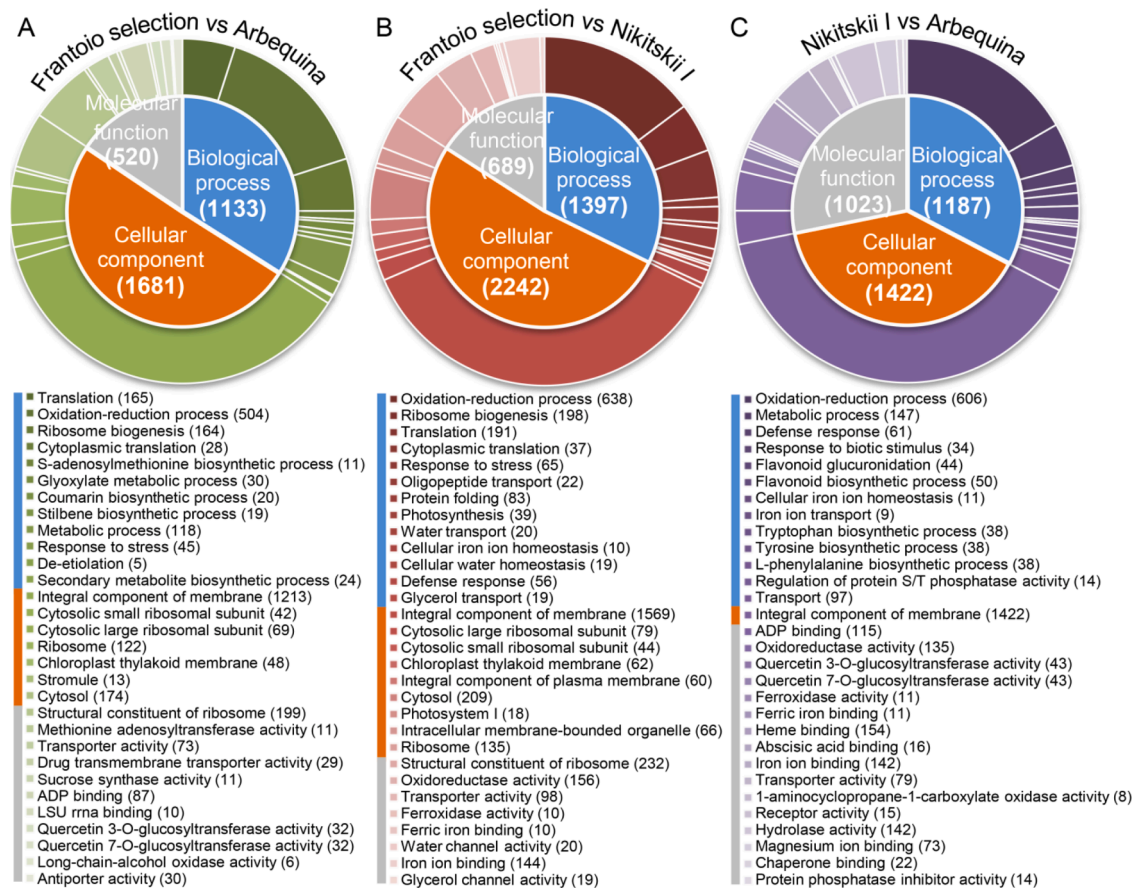 A
Frantoio selection vs Arbequina
Molecular
function
(520)
Biological
process
(1133)
Cellular
component
(1681)
B
Frantoio selection vs Nikitskii I
Molecular
function
(689)
Biological
process
(1397)
Cellular
component
(2242)
C
Nikitskii I vs Arbequina
Molecular
function
(1023)
Biological
process
(1187)
Cellular
component
(1422)
Translation (165)
Oxidation-reduction process (504)
Ribosome biogenesis (164)
Cytoplasmic translation (28)
S-adenosylmethionine biosynthetic process (11)
Glyoxylate metabolic process (30)
Coumarin biosynthetic process (20)
Stilbene biosynthetic process (19)
Metabolic process (118)
Response to stress (45)
De-etiolation (5)
Secondary metabolite biosynthetic process (24)
Integral component of membrane (1213)
Cytosolic small ribosomal subunit (42)
Cytosolic large ribosomal subunit (69)
Ribosome (122)
Chloroplast thylakoid membrane (48)
Stromule (13)
Cytosol (174)
Structural constituent of ribosome (199)
Methionine adenosyltransferase activity (11)
Transporter activity (73)
Drug transmembrane transporter activity (29)
Sucrose synthase activity (11)
ADP binding (87)
LSU rrna binding (10)
Quercetin 3-O-glucosyltransferase activity (32)
Quercetin 7-O-glucosyltransferase activity (32)
Long-chain-alcohol oxidase activity (6)
Antiporter activity (30)
Oxidation-reduction process (638)
Ribosome biogenesis (198)
Translation (191)
Cytoplasmic translation (37)
Response to stress (65)
Oligopeptide transport (22)
Protein folding (83)
Photosynthesis (39)
Water transport (20)
Cellular iron ion homeostasis (10)
Cellular water homeostasis (19)
Defense response (56)
Glycerol transport (19)
Integral component of membrane (1569)
Cytosolic large ribosomal subunit (79)
Cytosolic small ribosomal subunit (44)
Chloroplast thylakoid membrane (62)
Integral component of plasma membrane (60)
Cytosol (209)
Photosystem I (18)
Intracellular membrane-bounded organelle (66)
Ribosome (135)
Structural constituent of ribosome (232)
Oxidoreductase activity (156)
Transporter activity (98)
Ferroxidase activity (10)
Ferric iron binding (10)
Water channel activity (20)
Iron ion binding (144)
Glycerol channel activity (19)
Oxidation-reduction process (606)
Metabolic process (147)
Defense response (61)
Response to biotic stimulus (34)
Flavonoid glucuronidation (44)
Flavonoid biosynthetic process (50)
Cellular iron ion homeostasis (11)
Iron ion transport (9)
Tryptophan biosynthetic process (38)
Tyrosine biosynthetic process (38)
L-phenylalanine biosynthetic process (38)
Regulation of protein S/T phosphatase activity (14)
Transport (97)
Integral component of membrane (1422)
ADP binding (115)
Oxidoreductase activity (135)
Quercetin 3-O-glucosyltransferase activity (43)
Quercetin 7-O-glucosyltransferase activity (43)
Ferroxidase activity (11)
Ferric iron binding (11)
Heme binding (154)
Abscisic acid binding (16)
Iron ion binding (142)
Transporter activity (79)
1-aminocyclopropane-1-carboxylate oxidase activity (8)
Receptor activity (15)
Hydrolase activity (142)
Magnesium ion binding (73)
Chaperone binding (22)
Protein phosphatase inhibitor activity (14)